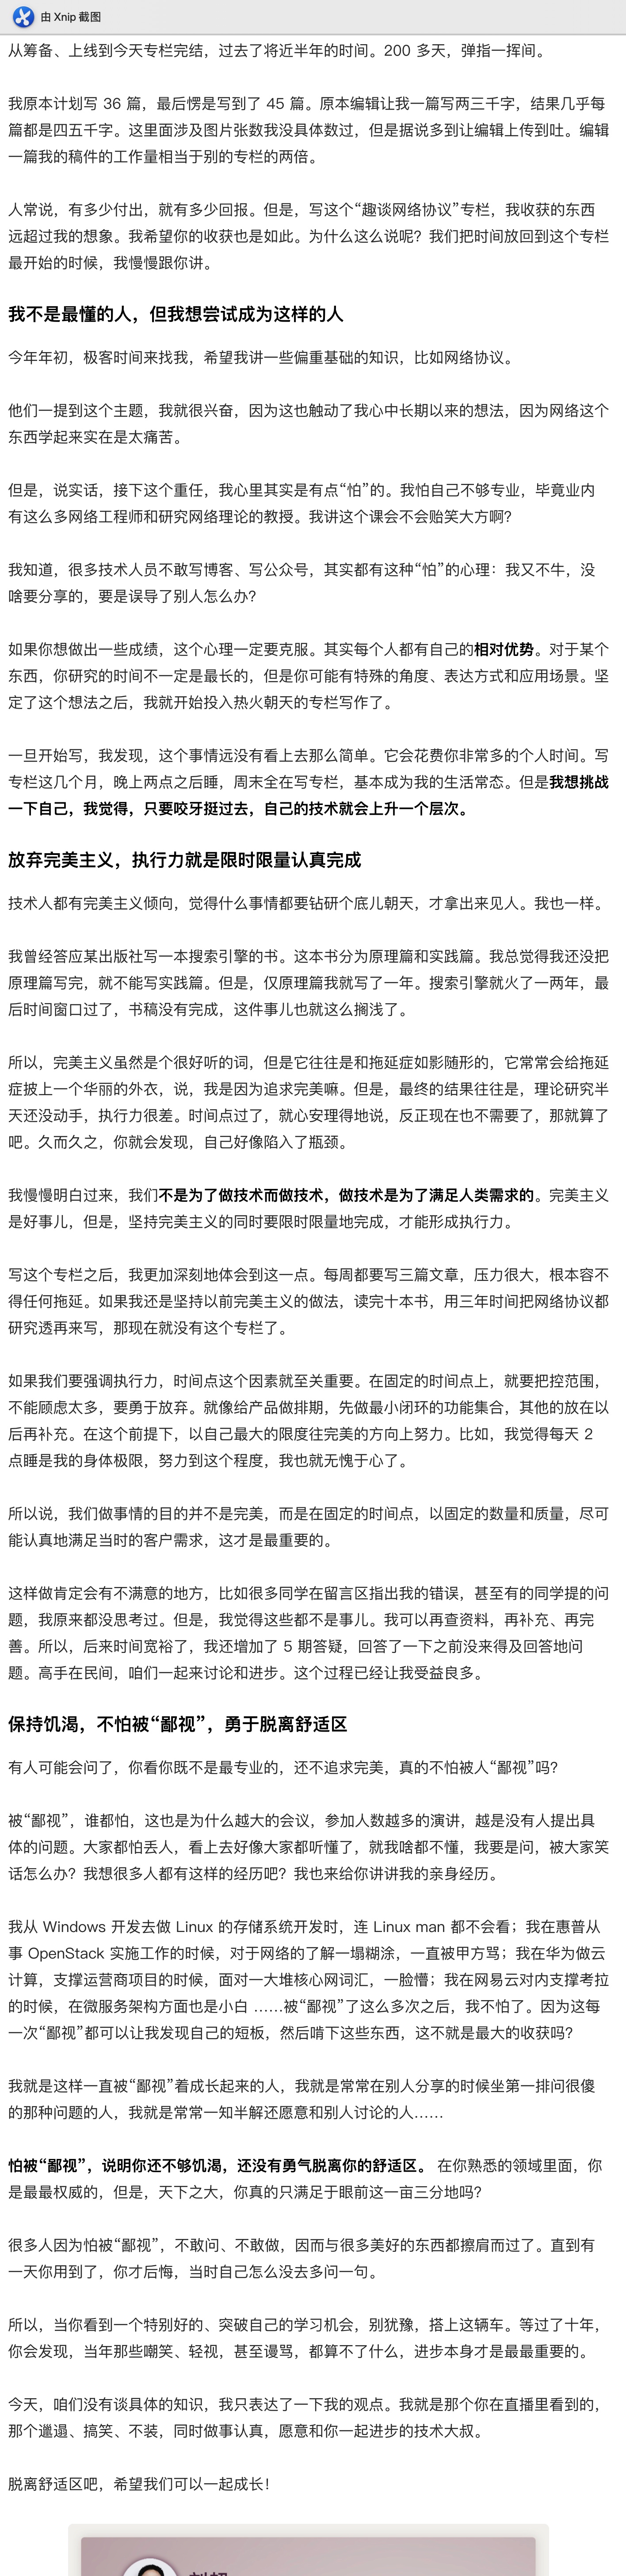 由 Xnip 截图
从筹备、上线到今天专栏完结，过去了将近半年的时间。200 多天，弹指一挥间。
我原本计划写 36 篇，最后愣是写到了 45 篇。原本编辑让我一篇写两三千字，结果几乎每
篇都是四五千字。这里面涉及图片张数我没具体数过，但是据说多到让编辑上传到吐。编辑
一篇我的稿件的工作量相当于别的专栏的两倍。
人常说，有多少付出，就有多少回报。但是，写这个“趣谈网络协议”专栏，我收获的东西
远超过我的想象。我希望你的收获也是如此。为什么这么说呢？我们把时间放回到这个专栏
最开始的时候，我慢慢跟你讲。
我不是最懂的人，但我想尝试成为这样的人
今年年初，极客时间来找我，希望我讲一些偏重基础的知识，比如网络协议。
他们一提到这个主题，我就很兴奋，因为这也触动了我心中长期以来的想法，因为网络这个
东西学起来实在是太痛苦。
但是，说实话，接下这个重任，我心里其实是有点“怕”的。我怕自己不够专业，毕竟业内
有这么多网络工程师和研究网络理论的教授。我讲这个课会不会贻笑大方啊？
我知道，很多技术人员不敢写博客、写公众号，其实都有这种“怕”的心理：我又不牛，没
啥要分享的，要是误导了别人怎么办？
如果你想做出一些成绩，这个心理一定要克服。其实每个人都有自己的相对优势。对于某个
东西，你研究的时间不一定是最长的，但是你可能有特殊的角度、表达方式和应用场景。坚
定了这个想法之后，我就开始投入热火朝天的专栏写作了。
一旦开始写，我发现，这个事情远没有看上去那么简单。它会花费你非常多的个人时间。写
专栏这几个月，晚上两点之后睡，周末全在写专栏，基本成为我的生活常态。但是我想挑战
一下自己，我觉得，只要咬牙挺过去，自己的技术就会上升一个层次。
放弃完美主义，执行力就是限时限量认真完成
技术人都有完美主义倾向，觉得什么事情都要钻研个底儿朝天，才拿出来见人。我也一样。
我曾经答应某出版社写一本搜索引擎的书。这本书分为原理篇和实践篇。我总觉得我还没把
原理篇写完，就不能写实践篇。但是，仅原理篇我就写了一年。搜索引擎就火了一两年，最
后时间窗口过了，书稿没有完成，这件事儿也就这么搁浅了。
所以，完美主义虽然是个很好听的词，但是它往往是和拖延症如影随形的，它常常会给拖延
症披上一个华丽的外衣，说，我是因为追求完美嘛。但是，最终的结果往往是，理论研究半
天还没动手，执行力很差。时间点过了，就心安理得地说，反正现在也不需要了，那就算了
吧。久而久之，你就会发现，自己好像陷入了瓶颈。
我慢慢明白过来，我们不是为了做技术而做技术，做技术是为了满足人类需求的。完美主义
是好事儿，但是，坚持完美主义的同时要限时限量地完成，才能形成执行力。
写这个专栏之后，我更加深刻地体会到这一点。每周都要写三篇文章，压力很大，根本容不
得任何拖延。如果我还是坚持以前完美主义的做法，读完十本书，用三年时间把网络协议都
研究透再来写，那现在就没有这个专栏了。
如果我们要强调执行力，时间点这个因素就至关重要。在固定的时间点上，就要把控范围，
不能顾虑太多，要勇于放弃。就像给产品做排期，先做最小闭环的功能集合，其他的放在以
后再补充。在这个前提下，以自己最大的限度往完美的方向上努力。比如，我觉得每天 2
点睡是我的身体极限，努力到这个程度，我也就无愧于心了。
所以说，我们做事情的目的并不是完美，而是在固定的时间点，以固定的数量和质量，尽可
能认真地满足当时的客户需求，这才是最重要的。
这样做肯定会有不满意的地方，比如很多同学在留言区指出我的错误，甚至有的同学提的问
题，我原来都没思考过。但是，我觉得这些都不是事儿。我可以再查资料，再补充、再完
善。所以，后来时间宽裕了，我还增加了 5 期答疑，回答了一下之前没来得及回答地问
题。高手在民间，咱们一起来讨论和进步。这个过程已经让我受益良多。
保持饥渴，不怕被“鄙视”，勇于脱离舒适区
有人可能会问了，你看你既不是最专业的，还不追求完美，真的不怕被人“鄙视”吗？
被“鄙视”，谁都怕，这也是为什么越大的会议，参加人数越多的演讲，越是没有人提出具
体的问题。大家都怕丢人，看上去好像大家都听懂了，就我啥都不懂，我要是问，被大家笑
话怎么办？我想很多人都有这样的经历吧？我也来给你讲讲我的亲身经历。
我从 Windows 开发去做 Linux 的存储系统开发时，连 Linux man 都不会看；我在惠普从
事 OpenStack 实施工作的时候，对于网络的了解一塌糊涂，一直被甲方骂；我在华为做云
计算，支撑运营商项目的时候，面对一大堆核心网词汇，一脸懵；我在网易云对内支撑考拉
的时候，在微服务架构方面也是小白 ……被“鄙视”了这么多次之后，我不怕了。因为这每
一次“鄙视”都可以让我发现自己的短板，然后啃下这些东西，这不就是最大的收获吗？
我就是这样一直被“鄙视”着成长起来的人，我就是常常在别人分享的时候坐第一排问很傻
的那种问题的人，我就是常常一知半解还愿意和别人讨论的人……
怕被“鄙视”，说明你还不够饥渴，还没有勇气脱离你的舒适区。 在你熟悉的领域里面，你
是最最权威的，但是，天下之大，你真的只满足于眼前这一亩三分地吗？
很多人因为怕被“鄙视”，不敢问、不敢做，因而与很多美好的东西都擦肩而过了。直到有
一天你用到了，你才后悔，当时自己怎么没去多问一句。
所以，当你看到一个特别好的、突破自己的学习机会，别犹豫，搭上这辆车。等过了十年，
你会发现，当年那些嘲笑、轻视，甚至谩骂，都算不了什么，进步本身才是最最重要的。
今天，咱们没有谈具体的知识，我只表达了一下我的观点。我就是那个你在直播里看到的，
那个邋遢、搞笑、不装，同时做事认真，愿意和你一起进步的技术大叔。
脱离舒适区吧，希望我们可以一起成长！